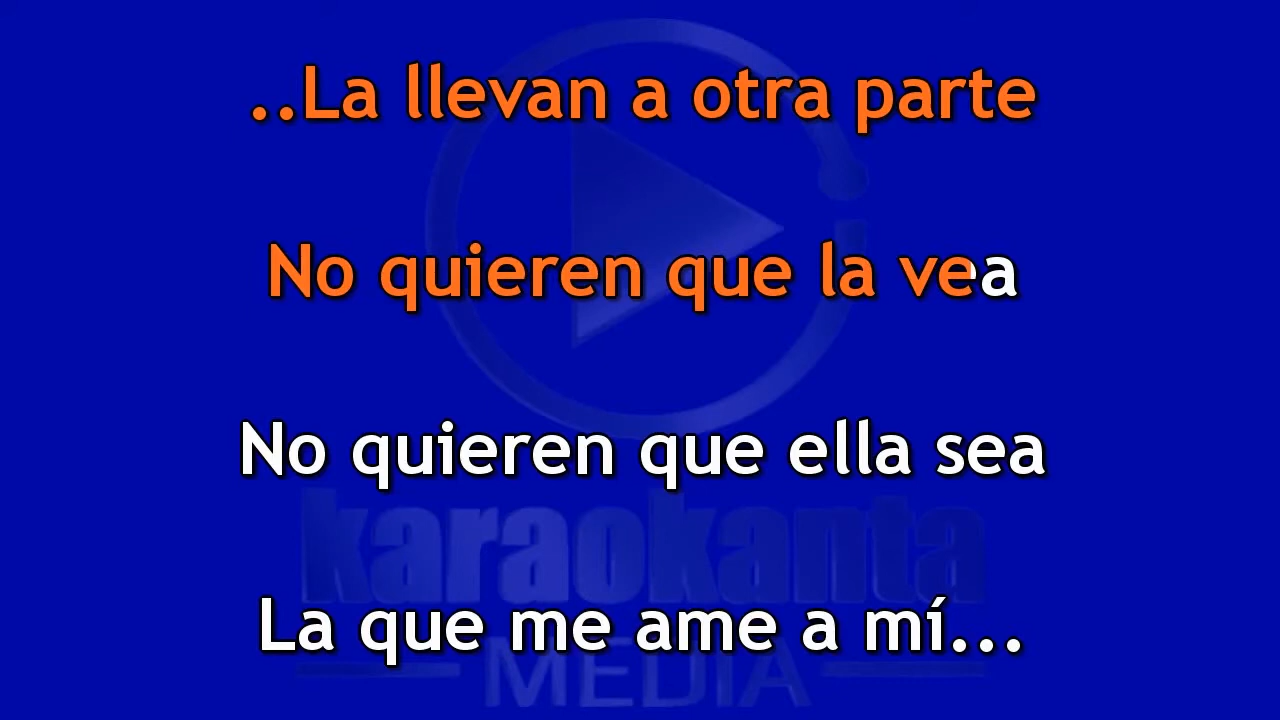 ..La llevan a otra parte
No quieren que la vea
No quieren que ella sea
karaokanta
La que me ame a mí...
MEDIA